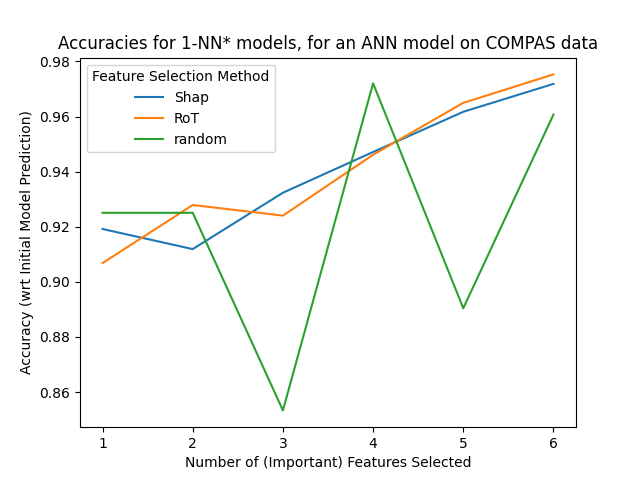 Accuracies for 1-NN* models, for an ANN model on COMPAS data
Feature Selection Method
Shap
RoT
random
0.98
0.96
0.94
0.92
0.90
0.88
0.86
Accuracy (wrt Initial Model Prediction)
1 2 3 4 5 6
Number of (Important) Features Selected